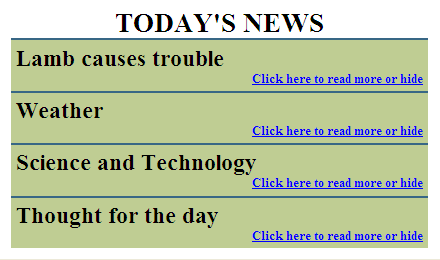 TODAY'S NEWS
Lamb causes trouble
Click here to read more or hide
Weather
Click here to read more or hide
Science and Technology
Click here to read more or hide
Thought for the day
Click here to read more or hide